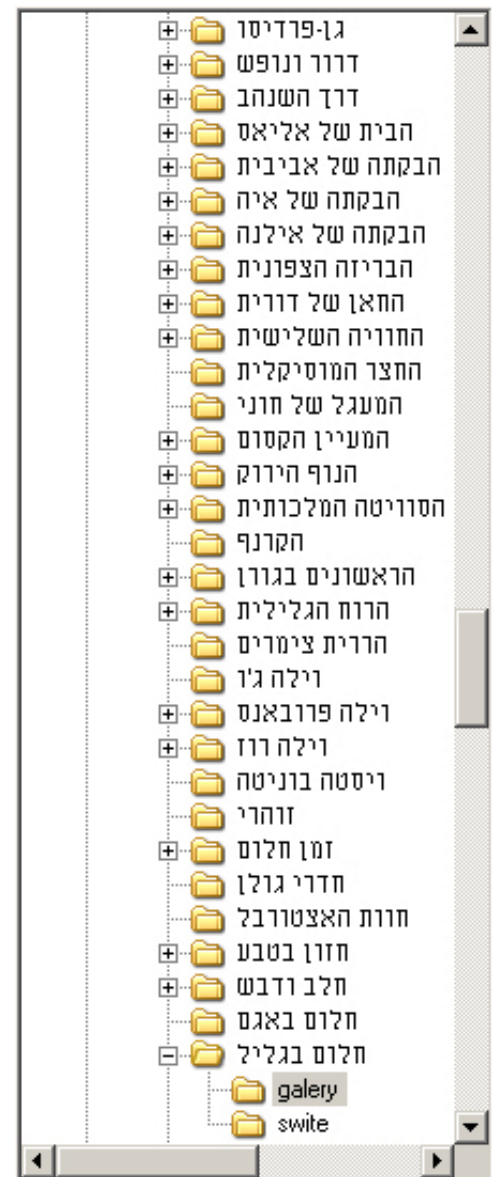 גן-פרדיסו
דרור ונופש
דרך השנהב
הבית של אליאס
הבקתה של אביבית
הבקתה של איה
הבקתה של אילנה
הבריזה הצפונית
החאן של דורית
החוויה השלישית
החצר המוסיקלית
המעגל של חוני
המעיין הקסום
הנוף הירוק
הסוויטה המלכותית
הקרנף
הראשונים בגורן
הרוח הגלילית
הררית צימרים
וילה ג'ו
וילה פרובאנס
וילה רוז
ויסטה בוניטה
זוהרי
זמן חלום
חדרי גולן
חוות האצטורבל
חזון בטבע
חלב ודבש
חלום באגם
חלום בגליל
galery
swite